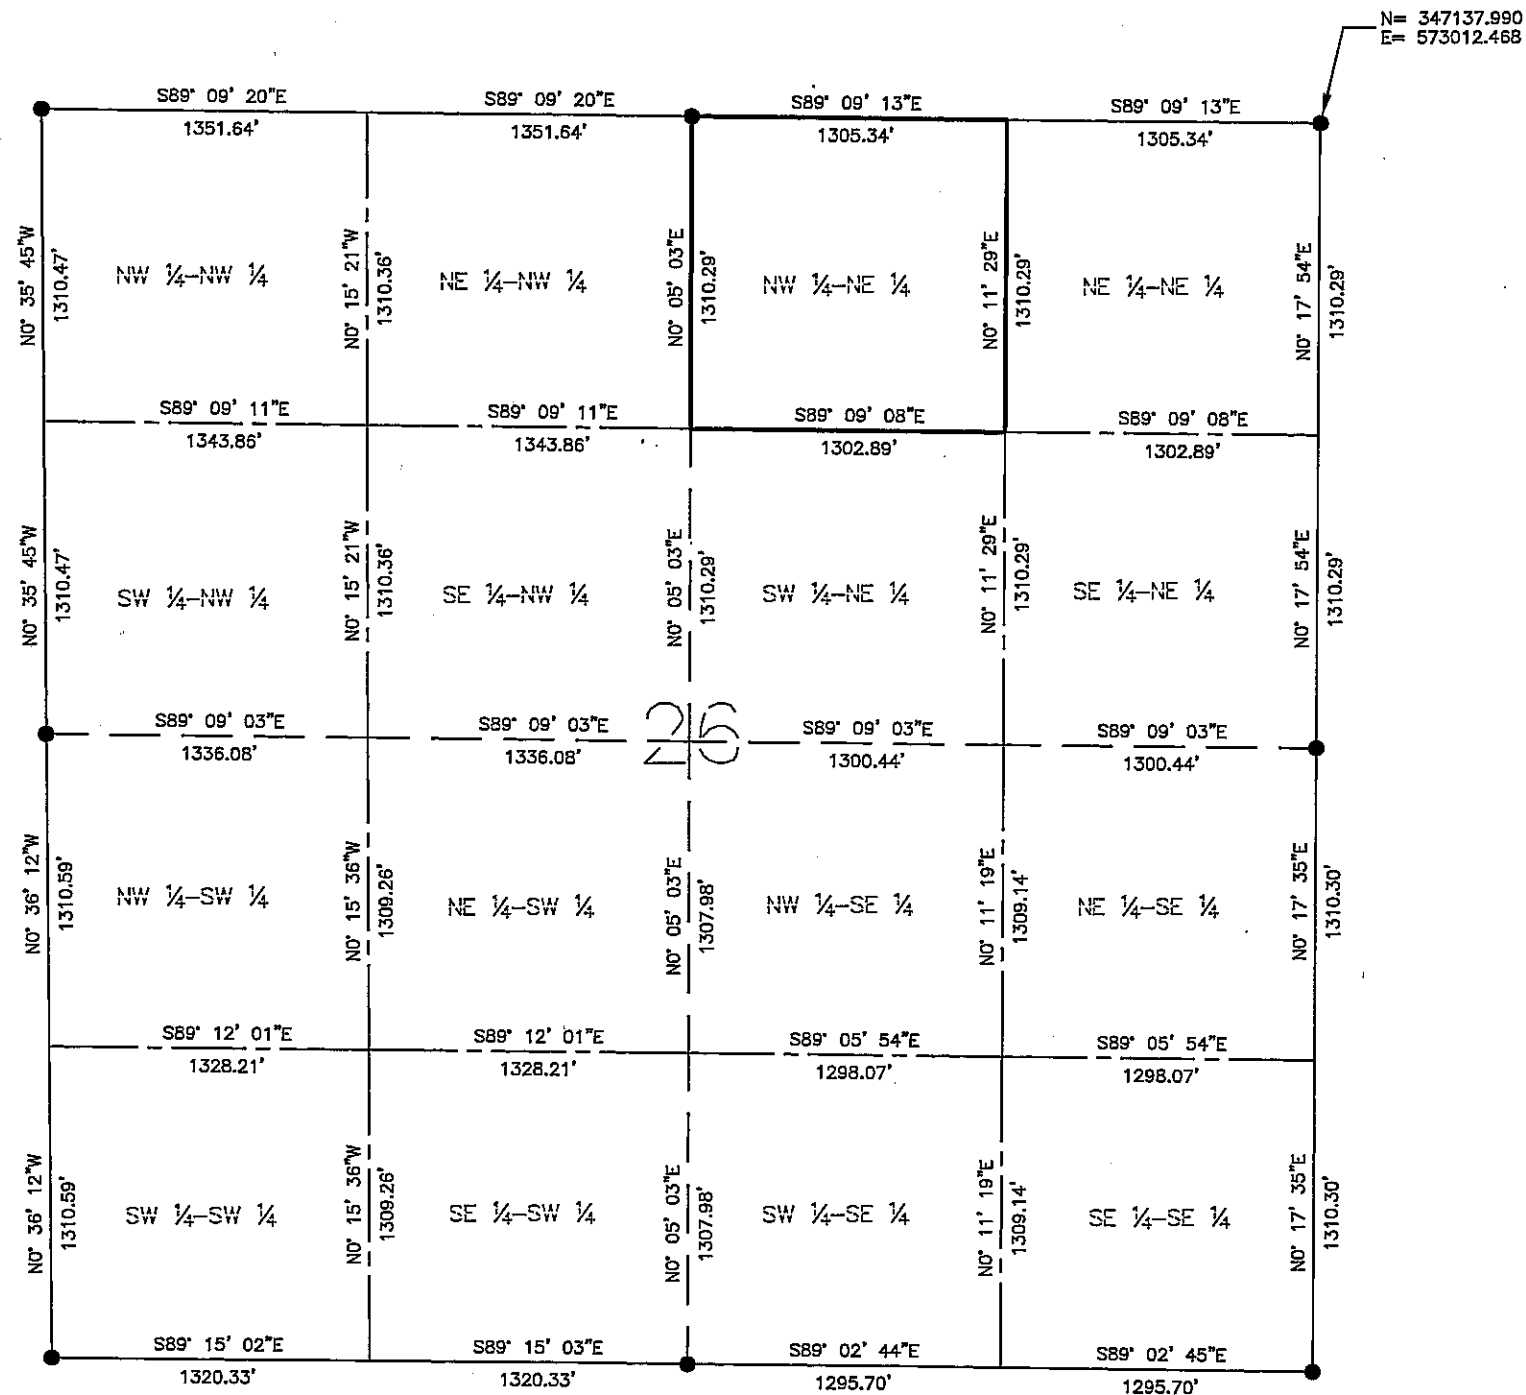 N= 347137.990
E= 573012.468
S89° 09' 20"E
S89° 09' 20"E
S89° 09' 13"E
S89° 09' 13"E
1351.64'
1351.64'
1305.34'
1305.34'
N0° 35' 45"W
1310.47'
NW ¼-NW ¼
N0° 15' 21"W
1310.36'
NE ¼-NW ¼
N0° 05' 03"E
1310.29'
NW ¼-NE ¼
N0° 11' 29"E
1310.29'
NE ¼-NE ¼
N0° 17' 54"E
1310.29'
S89° 09' 11"E
S89° 09' 11"E
S89° 09' 08"E
S89° 09' 08"E
1343.86'
1343.86'
1302.89'
1302.89'
N0° 35' 45"W
1310.47'
SW ¼-NW ¼
N0° 15' 21"W
1310.36'
SE ¼-NW ¼
N0° 05' 03"E
1310.29'
SW ¼-NE ¼
N0° 11' 29"E
1310.29'
SE ¼-NE ¼
N0° 17' 54"E
1310.29'
S89° 09' 03"E
S89° 09' 03"E
26
S89° 09' 03"E
S89° 09' 03"E
1336.08'
1336.08'
1300.44'
1300.44'
N0° 36' 12"W
1310.59'
NW ¼-SW ¼
N0° 15' 36"W
1309.26'
NE ¼-SW ¼
N0° 05' 03"E
1307.98'
NW ¼-SE ¼
N0° 11' 19"E
1309.14'
NE ¼-SE ¼
N0° 17' 35"E
1310.30'
S89° 12' 01"E
S89° 12' 01"E
S89° 05' 54"E
S89° 05' 54"E
1328.21'
1328.21'
1298.07'
1298.07'
N0° 36' 12"W
1310.59'
SW ¼-SW ¼
N0° 15' 36"W
1309.26'
SE ¼-SW ¼
N0° 05' 03"E
1307.98'
SW ¼-SE ¼
N0° 11' 19"E
1309.14'
SE ¼-SE ¼
N0° 17' 35"E
1310.30'
S89° 15' 02"E
S89° 15' 03"E
S89° 02' 44"E
S89° 02' 45"E
1320.33'
1320.33'
1295.70'
1295.70'